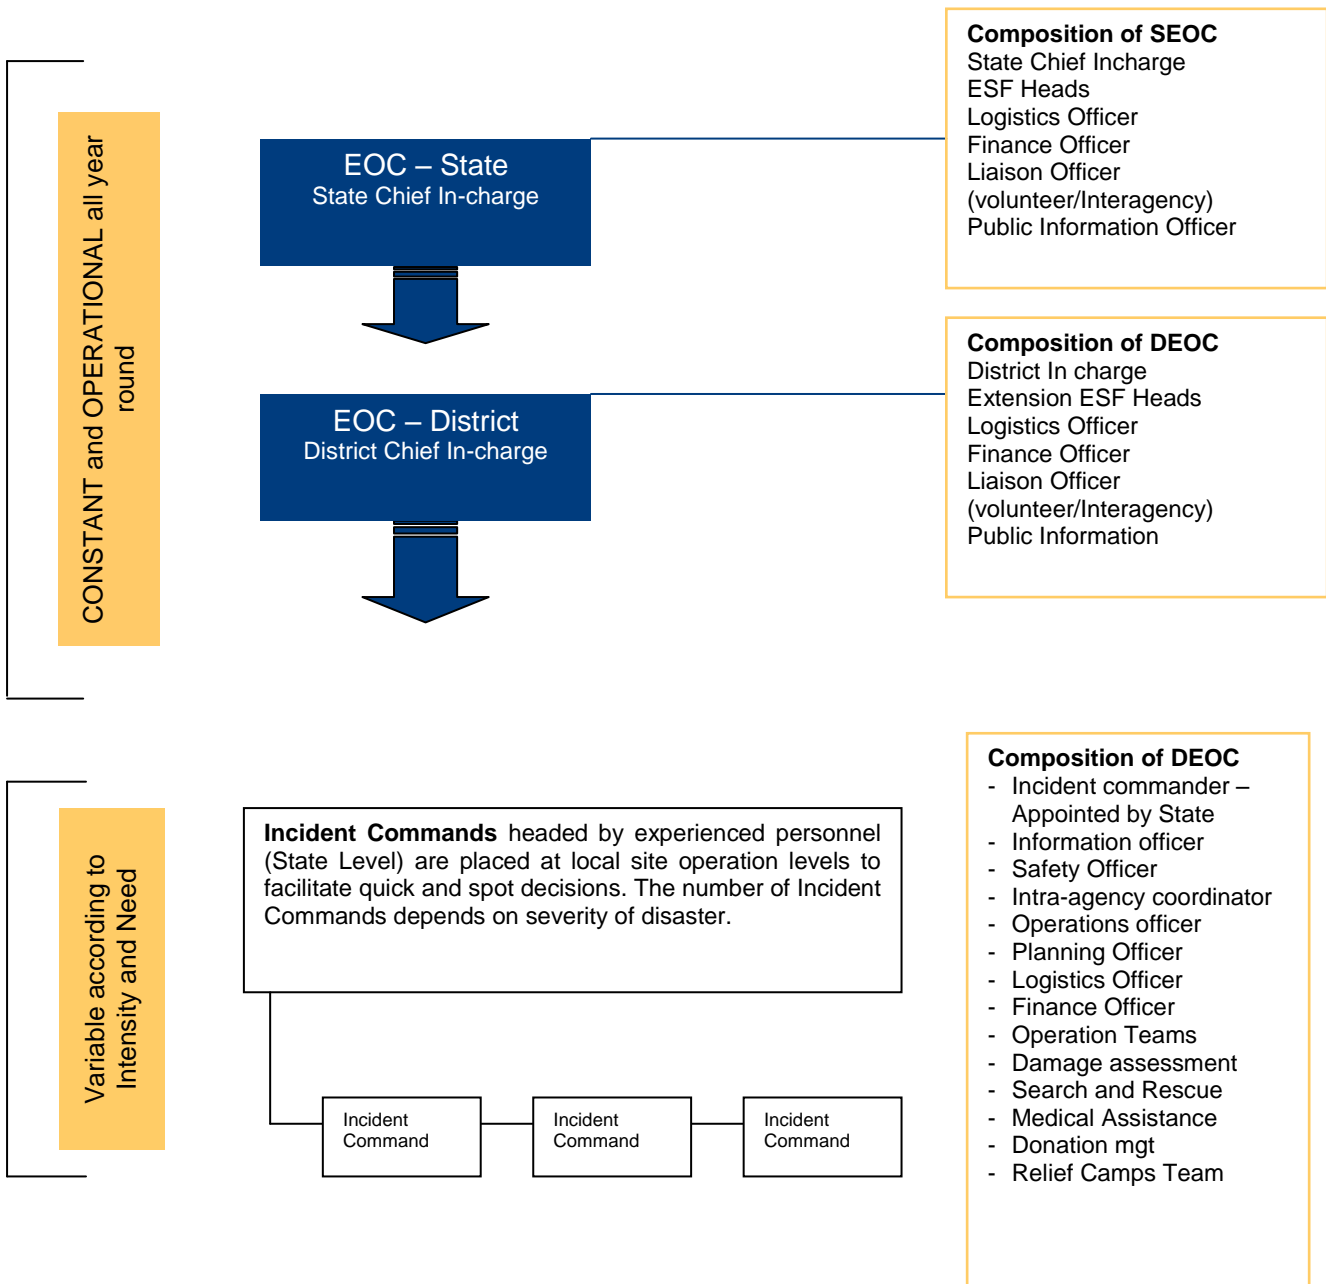 Composition of SEOC
State Chief Incharge
ESF Heads
Logistics Officer
Finance Officer
Liaison Officer
(volunteer/Interagency)
Public Information Officer
CONSTANT and OPERATIONAL all year
round
EOC – State
State Chief In-charge
Composition of DEOC
District In charge
Extension ESF Heads
Logistics Officer
Finance Officer
Liaison Officer
(volunteer/Interagency)
Public Information
EOC – District
District Chief In-charge
Variable according to
Intensity and Need
Incident Commands headed by experienced personnel
(State Level) are placed at local site operation levels to
facilitate quick and spot decisions. The number of Incident
Commands depends on severity of disaster.
Incident
Command
Incident
Command
Incident
Command
Composition of DEOC
- Incident commander –
Appointed by State
- Information officer
- Safety Officer
- Intra-agency coordinator
- Operations officer
- Planning Officer
- Logistics Officer
- Finance Officer
- Operation Teams
- Damage assessment
- Search and Rescue
- Medical Assistance
- Donation mgt
- Relief Camps Team